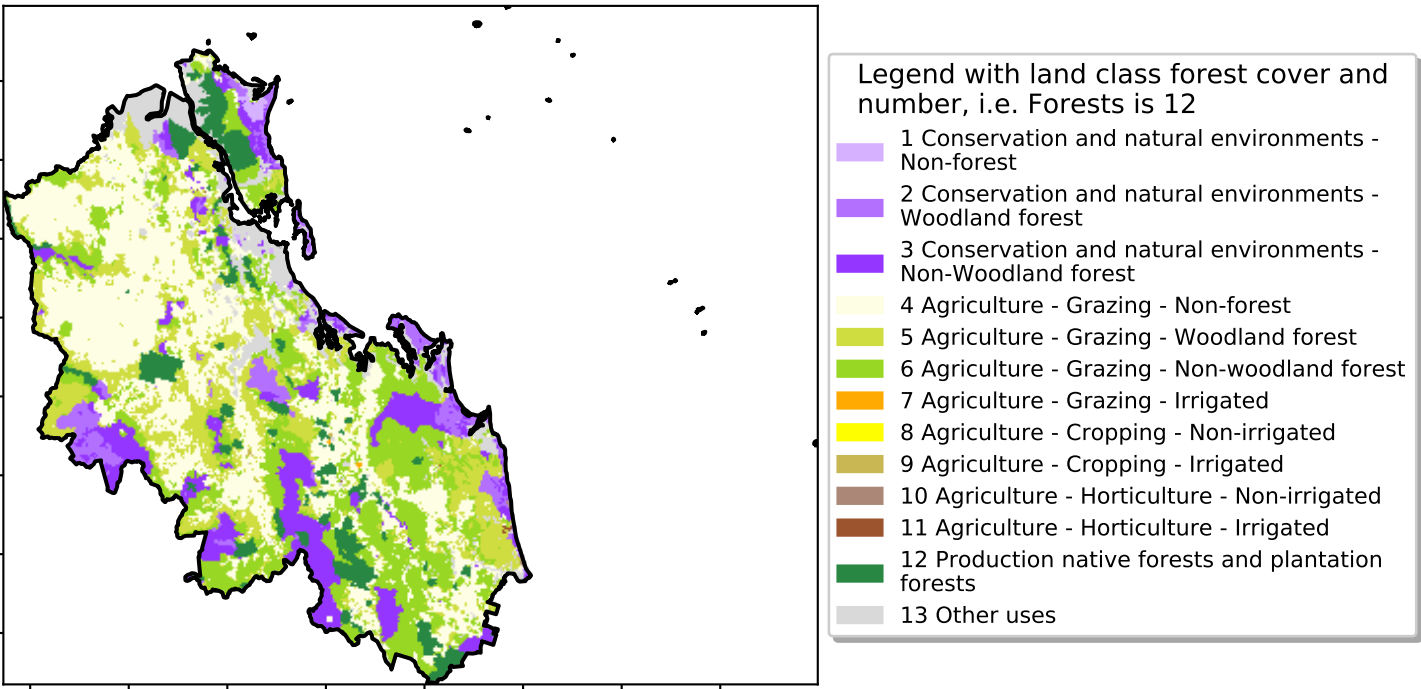 Legend with land class forest cover and
number, i.e. Forests is 12
1 Conservation and natural environments -
Non-forest
2 Conservation and natural environments -
Woodland forest
3 Conservation and natural environments -
Non-Woodland forest
4 Agriculture - Grazing - Non-forest
5 Agriculture - Grazing - Woodland forest
6 Agriculture - Grazing - Non-woodland forest
7 Agriculture - Grazing - Irrigated
8 Agriculture - Cropping - Non-irrigated
9 Agriculture - Cropping - Irrigated
10 Agriculture - Horticulture - Non-irrigated
11 Agriculture - Horticulture - Irrigated
12 Production native forests and plantation
forests
13 Other uses